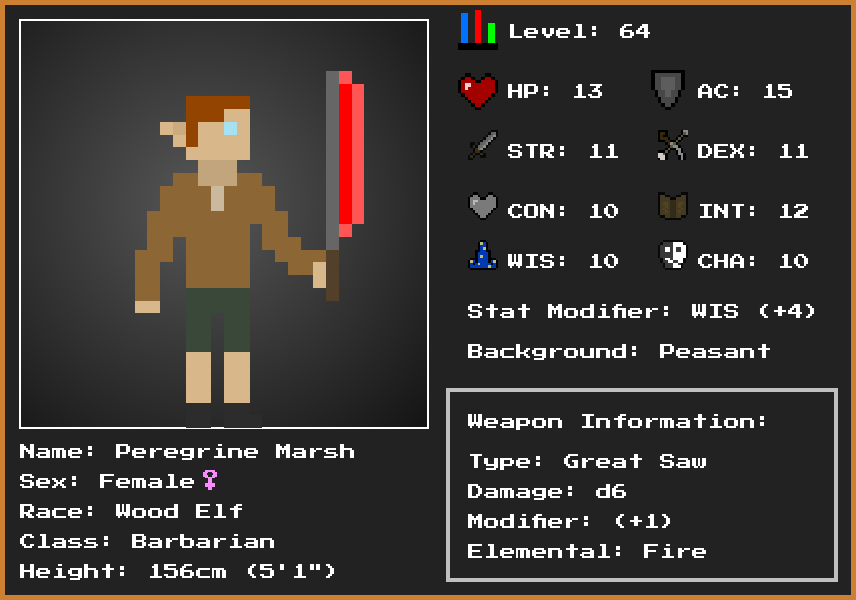 Level: 64
HP: 13 AC: 15
STR: 11 DEX: 11
CON: 10 INT: 12
WIS: 10 CHA: 10
Stat Modifier: WIS (+4)
Background: Peasant
Weapon Information:
Type: Great Saw
Damage: d6
Modifier: (+1)
Elemental: Fire
Name: Peregrine Marsh
Sex: Female♀
Race: Wood Elf
Class: Barbarian
Height: 156cm (5'1")